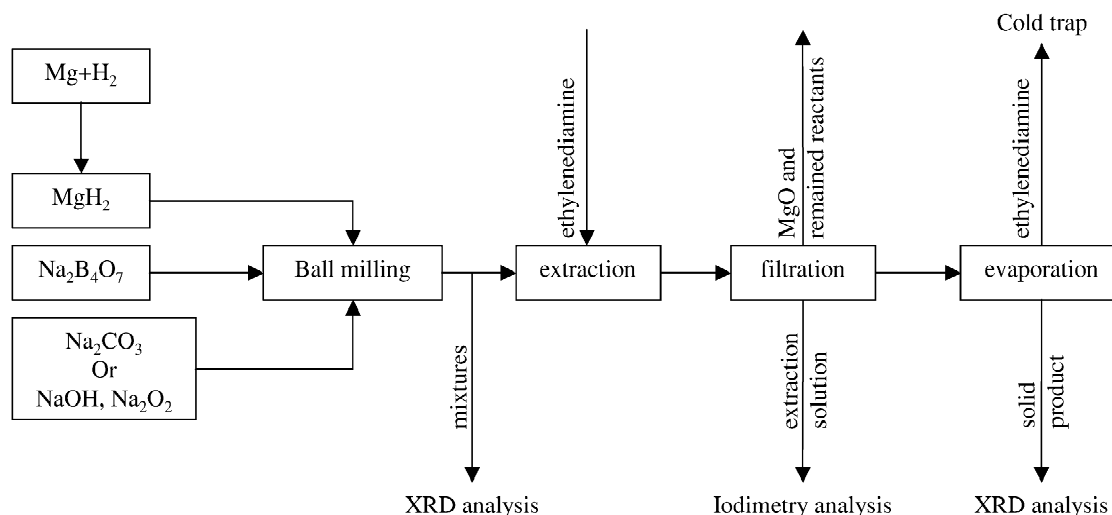 Cold trap
Mg+H₂
ethylenediamine
MgO and
remained reactants
ethylenediamine
MgH₂
Na₂B₄O₇
Ball milling
extraction
filtration
evaporation
Na₂CO₃
Or
NaOH, Na₂O₂
mixtures
extraction
solution
solid
product
XRD analysis
Iodimetry analysis
XRD analysis